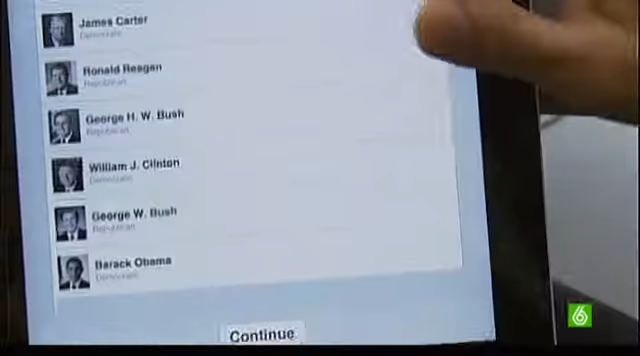 James Carter
Democratic
Ronald Reagan
Republican
George H. W. Bush
Republican
William J. Clinton
Democratic
George W. Bush
Republican
Barack Obama
Democratic
Continue
6